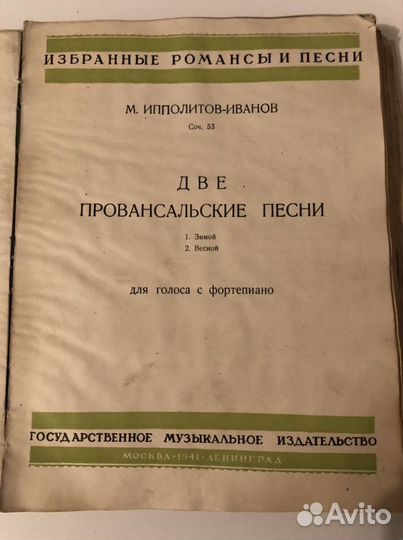 ИЗБРАННЫЕ РОМАНСЫ И ПЕСНИ
М. ИППОЛИТОВ-ИВАНОВ
Соч. 53
ДВЕ
ПРОВАНСАЛЬСКИЕ ПЕСНИ
1. Зимой
2. Весной
для голоса с фортепиано
ГОСУДАРСТВЕННОЕ МУЗЫКАЛЬНОЕ ИЗДАТЕЛЬСТВО
МОСКВА · 1941 · ЛЕНИНГРАД
Avito